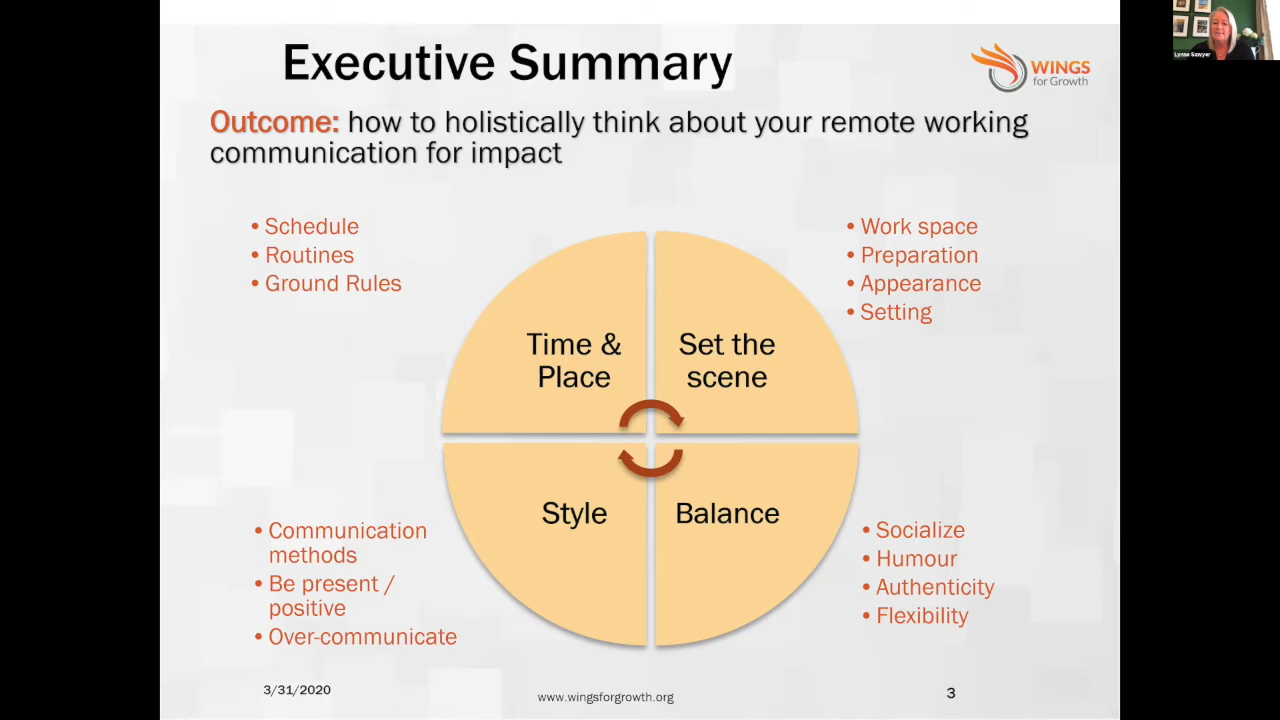 Executive Summary
WINGS
for Growth
Lynne Sawyer
Outcome: how to holistically think about your remote working
communication for impact
• Schedule
• Routines
• Ground Rules
• Work space
• Preparation
• Appearance
• Setting
Time &
Place
Set the
scene
Style
Balance
• Communication
methods
• Be present /
positive
• Over-communicate
• Socialize
• Humour
• Authenticity
• Flexibility
3/31/2020
www.wingsforgrowth.org
3